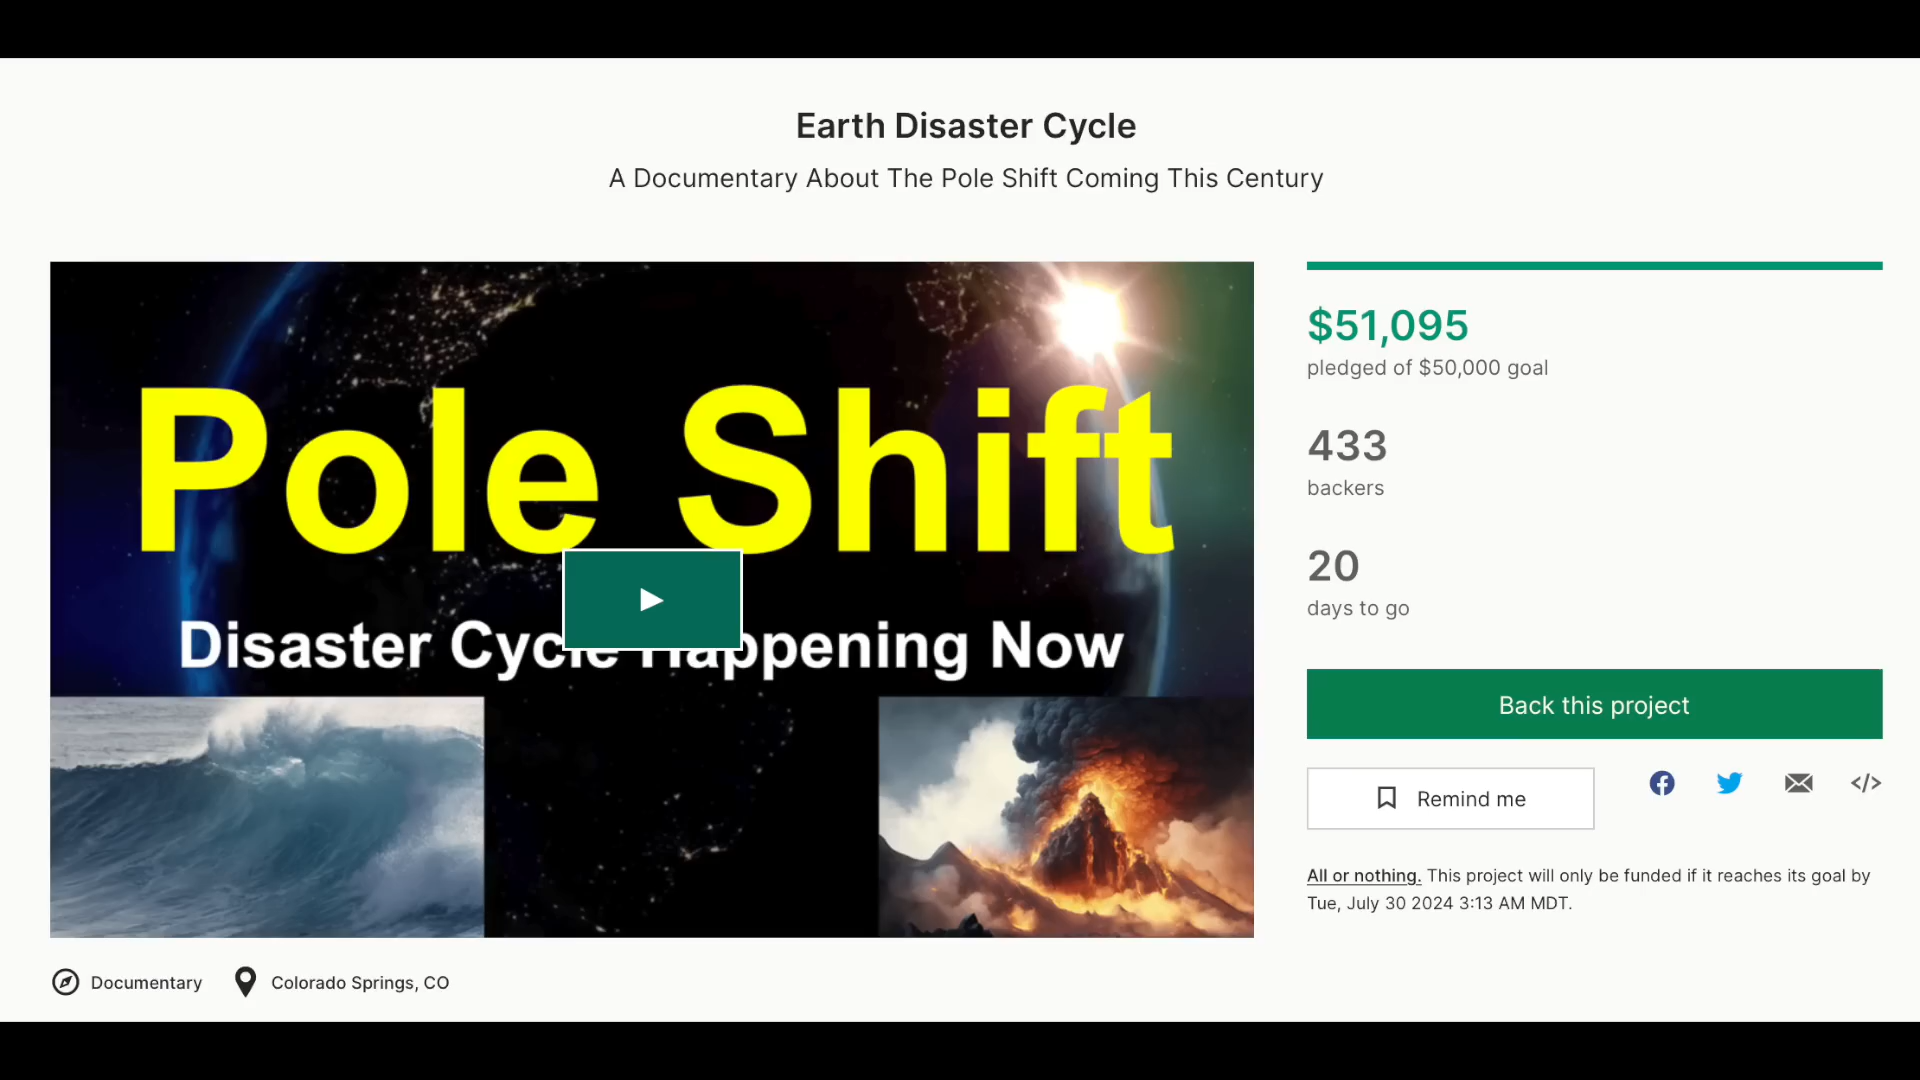 Earth Disaster Cycle
A Documentary About The Pole Shift Coming This Century
Pole Shift
Disaster Cycle Happening Now
$51,095
pledged of $50,000 goal
433
backers
20
days to go
Back this project
Remind me
All or nothing. This project will only be funded if it reaches its goal by
Tue, July 30 2024 3:13 AM MDT.
Documentary
Colorado Springs, CO